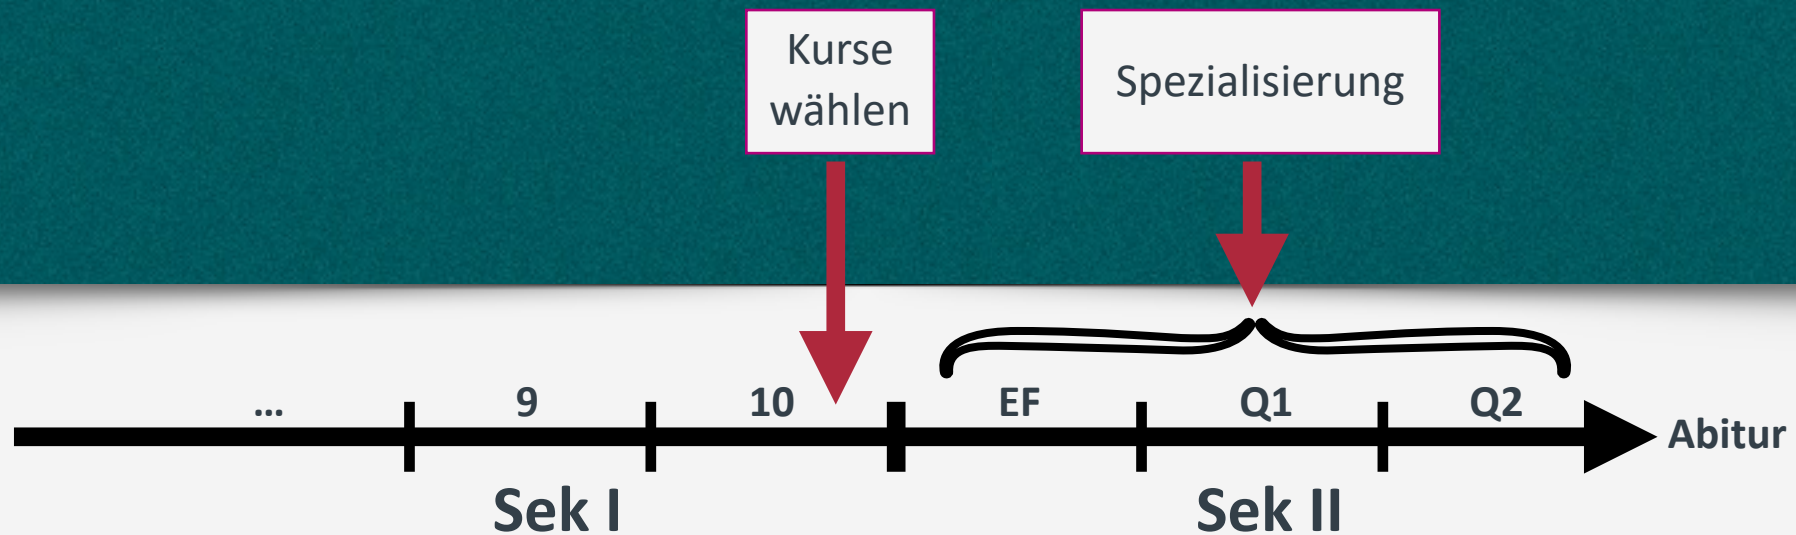 Kurse
wählen
Spezialisierung
... 9 10 EF Q1 Q2
Abitur
Sek I Sek II